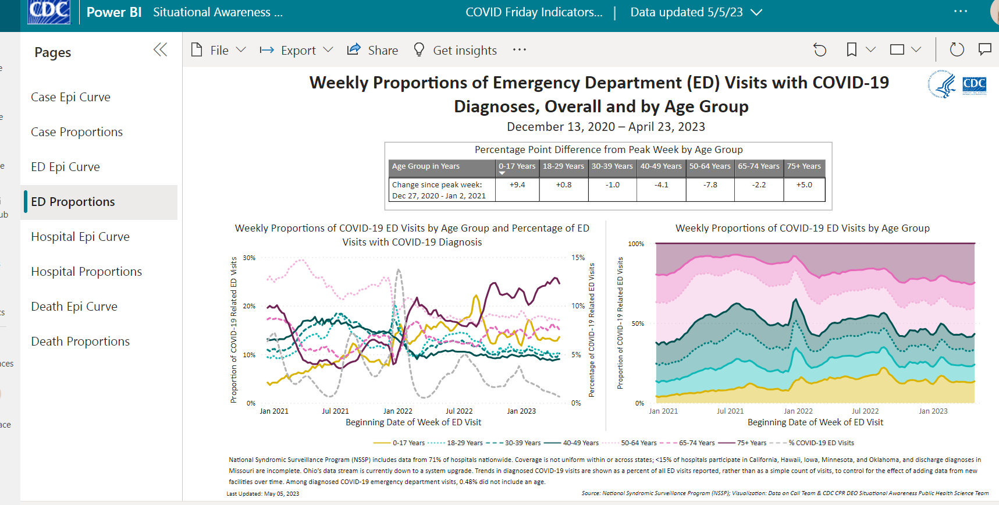 CDC
Power BI
Situational Awareness ...
COVID Friday Indicators...
|
Data updated 5/5/23
...
Pages
File
Export
Share
Get insights
...
Case Epi Curve
Case Proportions
ED Epi Curve
ED Proportions
Hospital Epi Curve
Hospital Proportions
Death Epi Curve
Death Proportions
Weekly Proportions of Emergency Department (ED) Visits with COVID-19
Diagnoses, Overall and by Age Group
December 13, 2020 – April 23, 2023
CDC
Percentage Point Difference from Peak Week by Age Group
Age Group in Years 0-17 Years 18-29 Years 30-39 Years 40-49 Years 50-64 Years 65-74 Years 75+ Years
Change since peak week: +9.4 +0.8 -1.0 -4.1 -7.8 -2.2 +5.0
Dec 27, 2020 - Jan 2, 2021
Weekly Proportions of COVID-19 ED Visits by Age Group and Percentage of ED
Visits with COVID-19 Diagnosis
Proportion of COVID-19 Related ED Visits
30%
20%
10%
0%
15%
10%
5%
0%
Percentage of COVID-19 Related ED Visits
Jan 2021 Jul 2021 Jan 2022 Jul 2022 Jan 2023
Beginning Date of Week of ED Visit
Weekly Proportions of COVID-19 ED Visits by Age Group
Proportion of COVID-19 Related ED Visits
100%
50%
0%
Jan 2021 Jul 2021 Jan 2022 Jul 2022 Jan 2023
Beginning Date of Week of ED Visit
0-17 Years 18-29 Years 30-39 Years 40-49 Years 50-64 Years 65-74 Years 75+ Years % COVID-19 ED Visits
National Syndromic Surveillance Program (NSSP) includes data from 71% of hospitals nationwide. Coverage is not uniform within or across states; <15% of hospitals participate in California, Hawaii, Iowa, Minnesota, and Oklahoma, and discharge diagnoses in
Missouri are incomplete. Ohio's data stream is currently down to a system upgrade. Trends in diagnosed COVID-19 visits are shown as a percent of all ED visits reported, rather than as a simple count of visits, to control for the effect of adding data from new
facilities over time. Among diagnosed COVID-19 emergency department visits, 0.48% did not include an age.
Last Updated: May 05, 2023
Source: National Syndromic Surveillance Program (NSSP); Visualization: Data on Call Team & CDC CPR DEO Situational Awareness Public Health Science Team